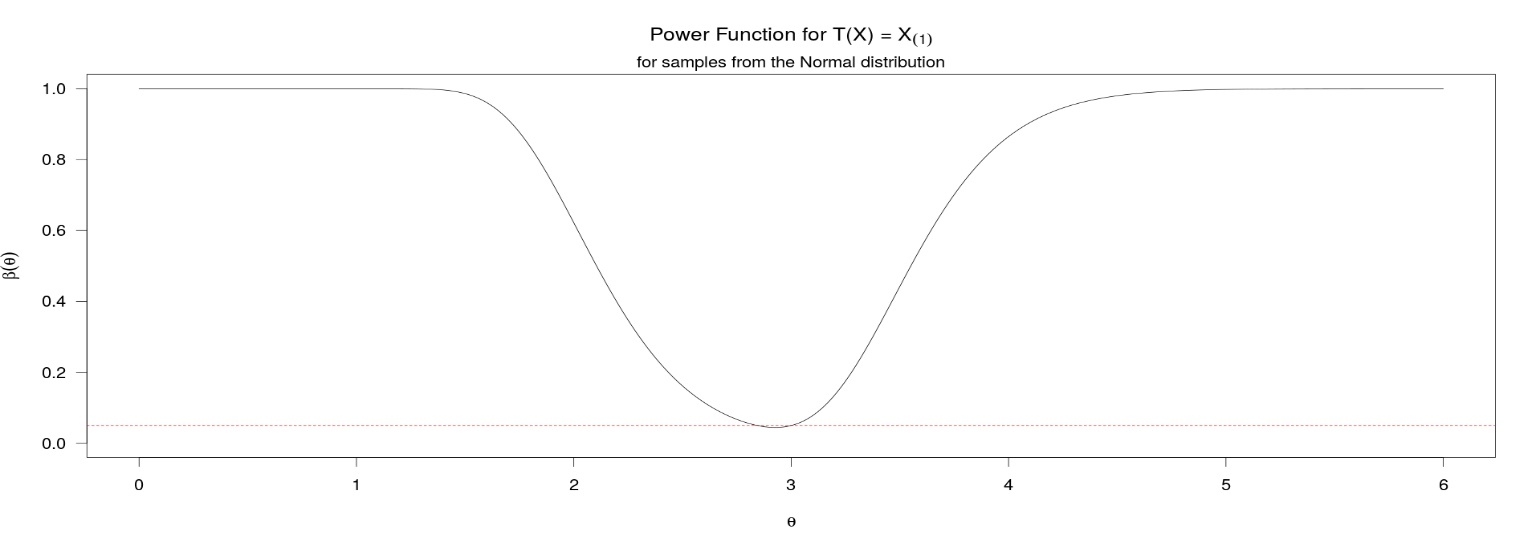 Power Function for T(X) = X(1)
for samples from the Normal distribution
β(θ)
1.0
0.8
0.6
0.4
0.2
0.0
0 1 2 3 4 5 6
θ